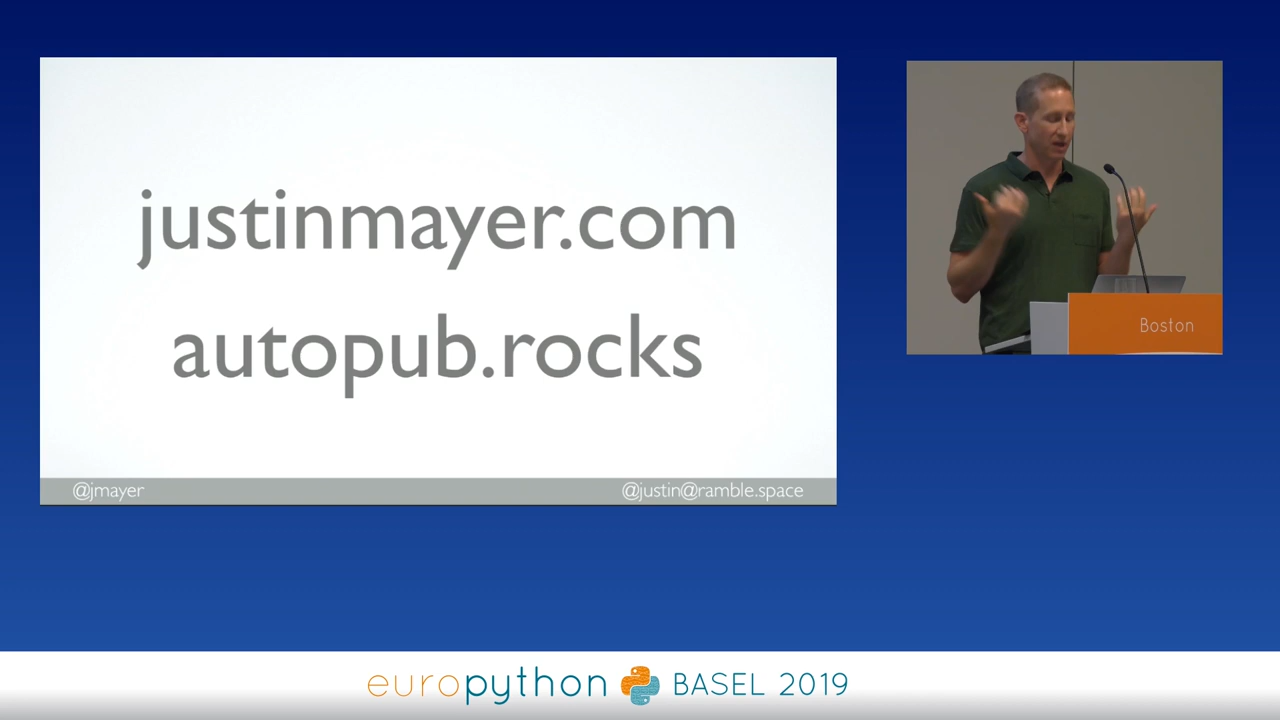 justinmayer.com
autopub.rocks
@jmayer
@justin@ramble.space
Boston
europython BASEL 2019